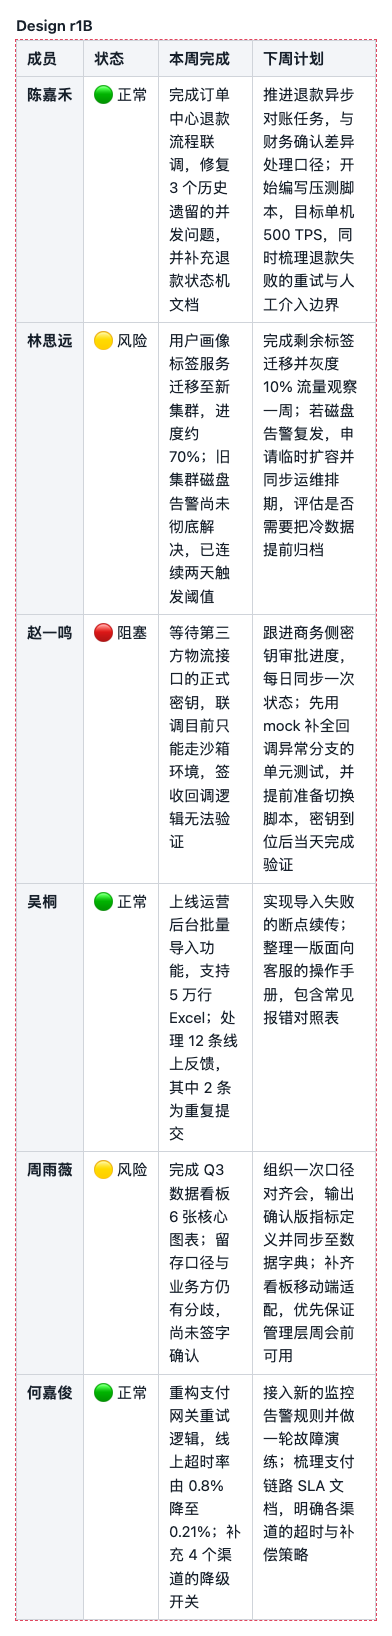 Design r1B
成员 状态 本周完成 下周计划
陈嘉禾 正常 完成订单 推进退款异步
中心退款 对账任务，与
流程联 财务确认差异
调，修复 处理口径；开
3 个历史 始编写压测脚
遗留的并 本，目标单机
发问题， 500 TPS，同
并补充退 时梳理退款失
款状态机 败的重试与人
文档 工介入边界
林思远 风险 用户画像 完成剩余标签
标签服务 迁移并灰度
迁移至新 10% 流量观察
集群，进 一周；若磁盘
度约 告警复发，申
70%；旧 请临时扩容并
集群磁盘 同步运维排
告警尚未 期，评估是否
彻底解 需要把冷数据
决，已连 提前归档
续两天触
发阈值
赵一鸣 阻塞 等待第三 跟进商务侧密
方物流接 钥审批进度，
口的正式 每日同步一次
密钥，联 状态；先用
调目前只 mock 补全回
能走沙箱 调异常分支的
环境，签 单元测试，并
收回调逻 提前准备切换
辑无法验 脚本，密钥到
证 位后当天完成
验证
吴桐 正常 上线运营 实现导入失败
后台批量 的断点续传；
导入功 整理一版面向
能，支持 客服的操作手
5 万行 册，包含常见
Excel；处 报错对照表
理 12 条线
上反馈，
其中 2 条
为重复提
交
周雨薇 风险 完成 Q3 组织一次口径
数据看板 对齐会，输出
6 张核心 确认版指标定
图表；留 义并同步至数
存口径与 据字典；补齐
业务方仍 看板移动端适
有分歧， 配，优先保证
尚未签字 管理层周会前
确认 可用
何嘉俊 正常 重构支付 接入新的监控
网关重试 告警规则并做
逻辑，线 一轮故障演
上超时率 练；梳理支付
由 0.8% 链路 SLA 文
降至 档，明确各渠
0.21%；补 道的超时与补
充 4 个渠 偿策略
道的降级
开关